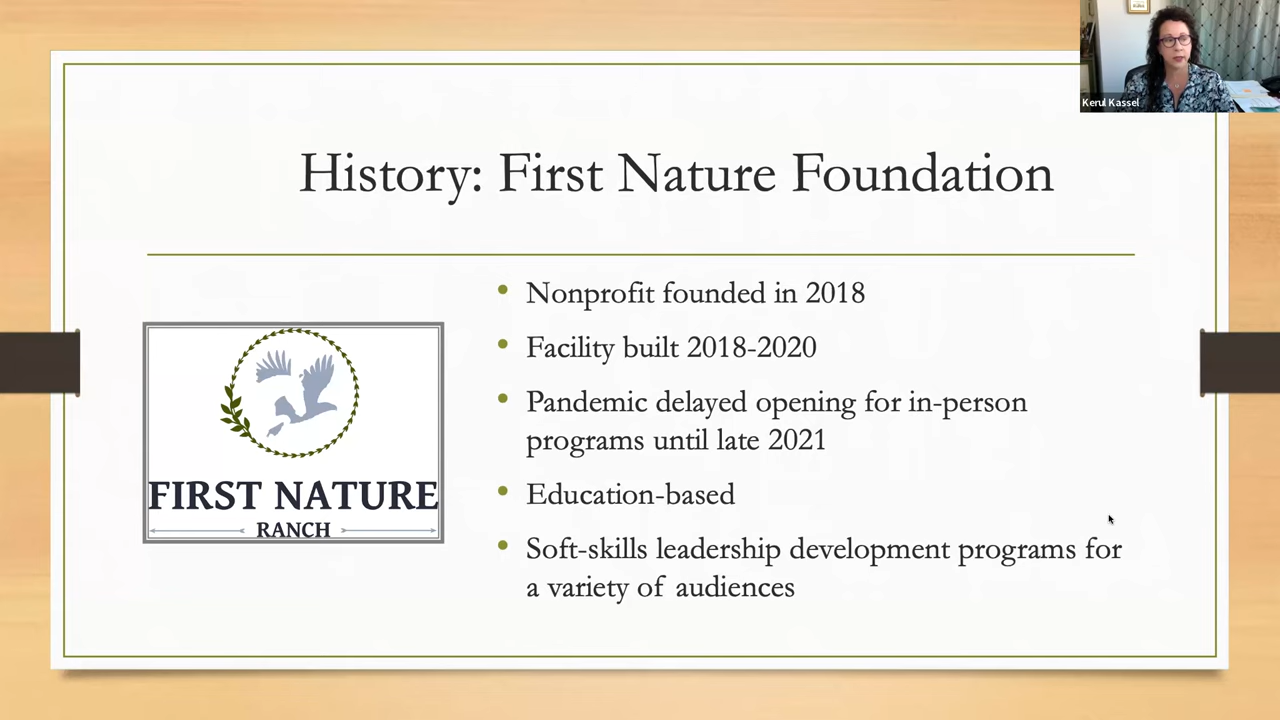 Kerul Kassel
History: First Nature Foundation
• Nonprofit founded in 2018
• Facility built 2018-2020
• Pandemic delayed opening for in-person
programs until late 2021
• Education-based
• Soft-skills leadership development programs for
a variety of audiences
FIRST NATURE
RANCH